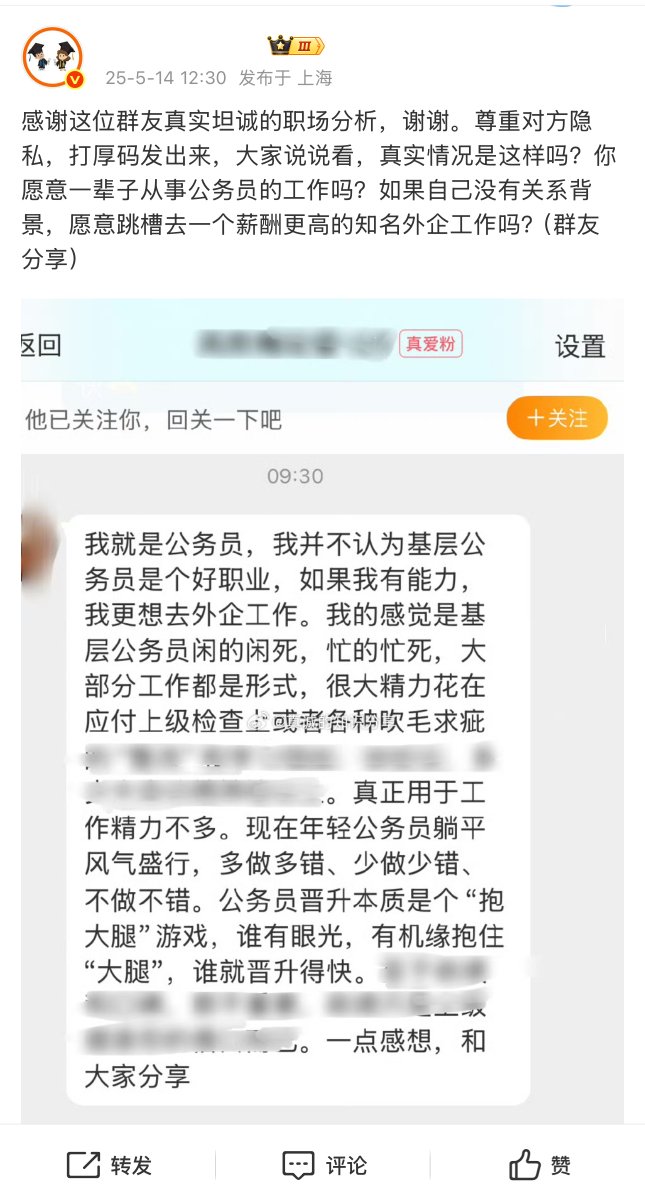 III
25-5-14 12:30 发布于 上海
感谢这位群友真实坦诚的职场分析，谢谢。尊重对方隐
私，打厚码发出来，大家说说看，真实情况是这样吗？你
愿意一辈子从事公务员的工作吗？如果自己没有关系背
景，愿意跳槽去一个薪酬更高的知名外企工作吗？（群友
分享）
返回
真爱粉
设置
他已关注你，回关一下吧
+关注
09:30
我就是公务员，我并不认为基层公
务员是个好职业，如果我有能力，
我更想去外企工作。我的感觉是基
层公务员闲的闲死，忙的忙死，大
部分工作都是形式，很大精力花在
应付上级检查上或者各种吹毛求疵
。真正用于工
作精力不多。现在年轻公务员躺平
风气盛行，多做多错、少做少错、
不做不错。公务员晋升本质是个“抱
大腿”游戏，谁有眼光，有机缘抱住
“大腿”，谁就晋升得快。
。一点感想，和
大家分享
转发
评论
赞